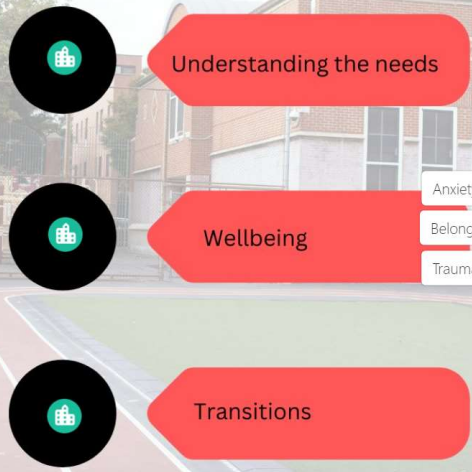 Understanding the needs
Wellbeing
Anxiet
Belong
Traum
Transitions